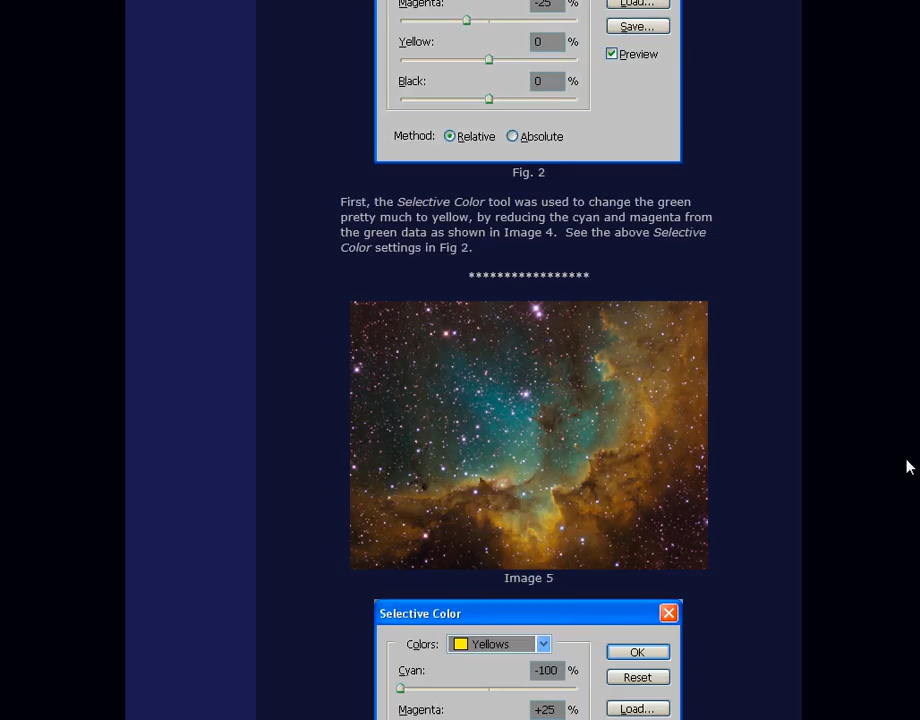 Magenta: -25 % Load...
Save...
Yellow: 0 %
Preview
Black: 0 %
Method: Relative Absolute
Fig. 2
First, the Selective Color tool was used to change the green
pretty much to yellow, by reducing the cyan and magenta from
the green data as shown in Image 4.  See the above Selective
Color settings in Fig 2.
*****************
Image 5
Selective Color
Colors: Yellows
OK
Cyan: -100 %
Reset
Magenta: +25 % Load...